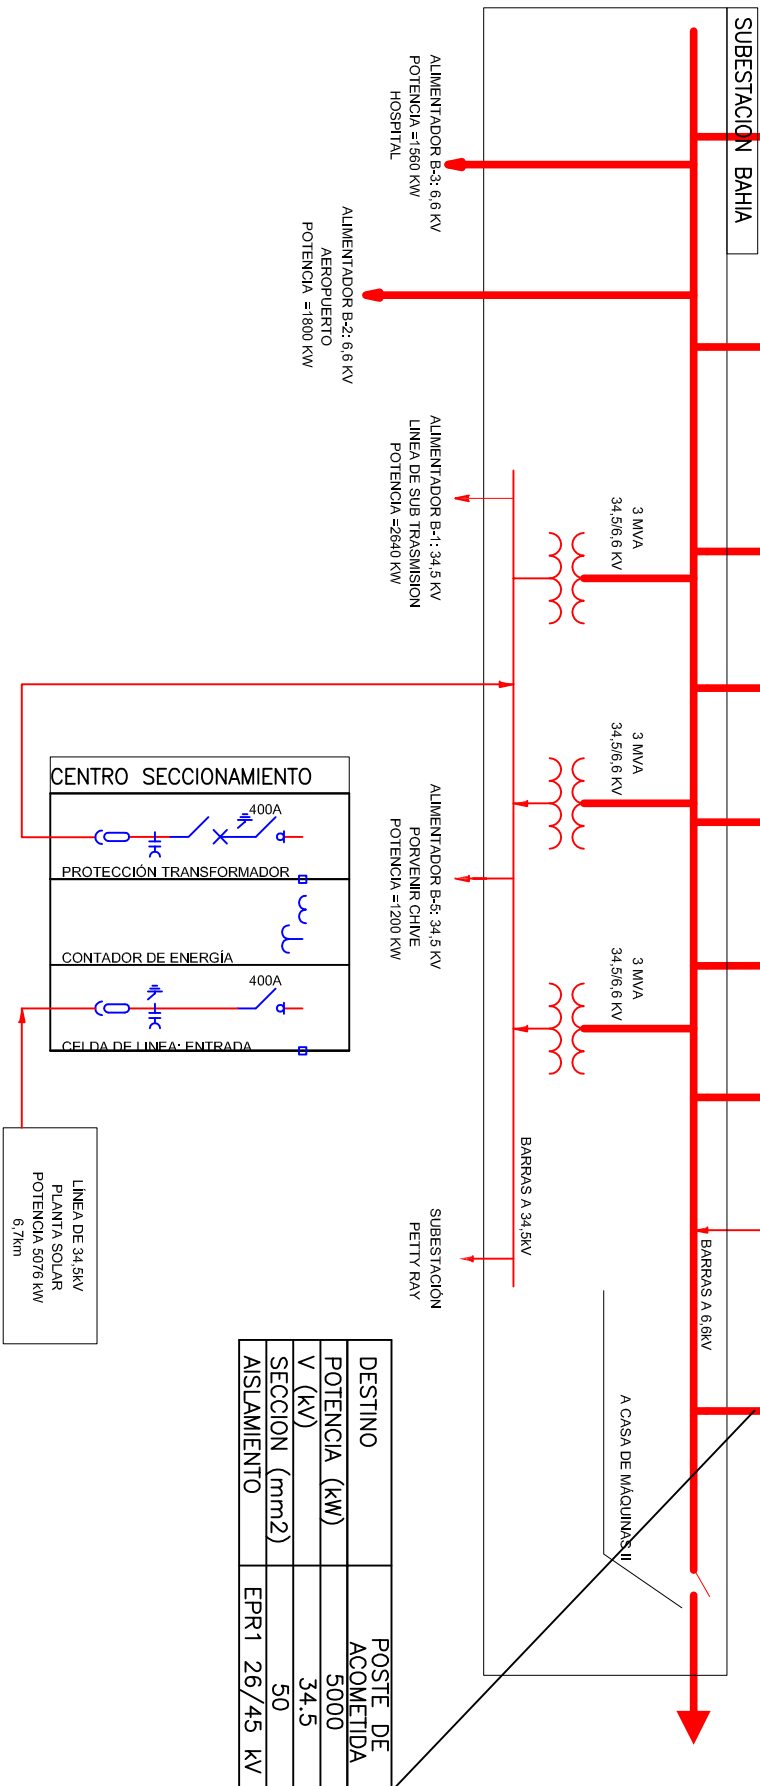 SUBESTACION BAHIA
ALIMENTADOR B-3: 6,6 KV
POTENCIA =1560 KW
HOSPITAL
ALIMENTADOR B-2: 6,6 KV
AEROPUERTO
POTENCIA =1800 KW
ALIMENTADOR B-1: 34,5 KV
LINEA DE SUB TRASMISION
POTENCIA =2640 KW
3 MVA
34,5/6,6 KV
3 MVA
34,5/6,6 KV
3 MVA
34,5/6,6 KV
ALIMENTADOR B-5: 34,5 KV
PORVENIR CHIVE
POTENCIA =1200 KW
BARRAS A 34,5kV
BARRAS A 6,6kV
SUBESTACIÓN
PETTY RAY
A CASA DE MÁQUINAS II
CENTRO SECCIONAMIENTO
400A
PROTECCIÓN TRANSFORMADOR
CONTADOR DE ENERGÍA
400A
CELDA DE LINEA: ENTRADA
LÍNEA DE 34,5kV
PLANTA SOLAR
POTENCIA 5076 kW
6,7km
DESTINO POSTE DE
ACOMETIDA
POTENCIA (kW) 5000
V (kV) 34.5
SECCION (mm2) 50
AISLAMIENTO EPR1 26/45 kV